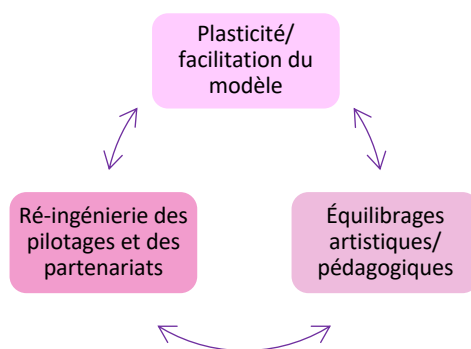 Plasticité/
facilitation du
modèle
Ré-ingénierie des
pilotages et des
partenariats
Équilibrages
artistiques/
pédagogiques